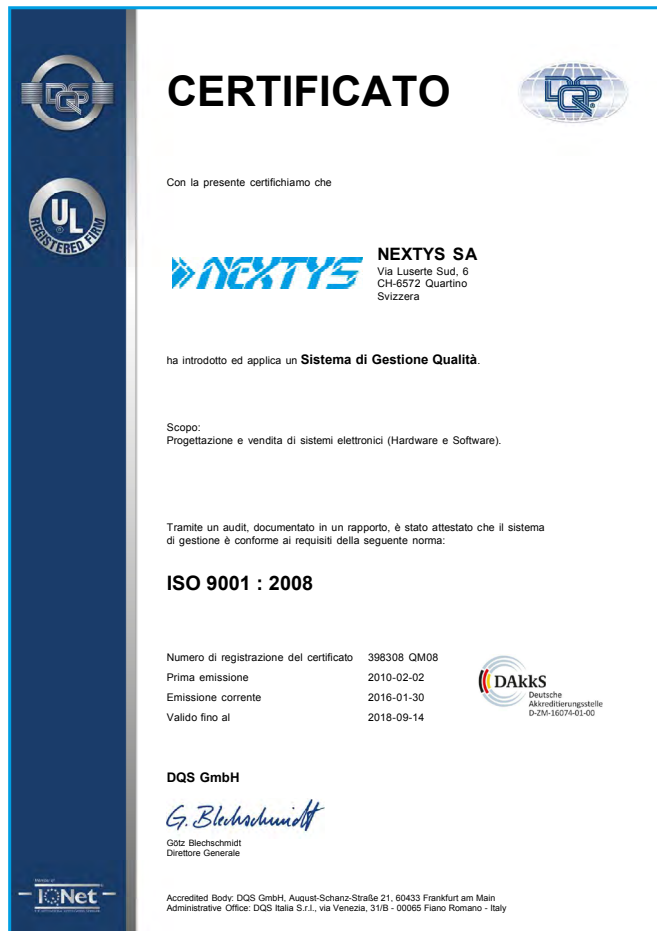 CERTIFICATO
DQS
UL
®
REGISTERED FIRM
Con la presente certifichiamo che
NEXTYS
NEXTYS SA
Via Luserte Sud, 6
CH-6572 Quartino
Svizzera
ha introdotto ed applica un Sistema di Gestione Qualità.
Scopo:
Progettazione e vendita di sistemi elettronici (Hardware e Software).
Tramite un audit, documentato in un rapporto, è stato attestato che il sistema
di gestione è conforme ai requisiti della seguente norma:
ISO 9001 : 2008
Numero di registrazione del certificato 398308 QM08
Prima emissione 2010-02-02
Emissione corrente 2016-01-30
Valido fino al 2018-09-14
DAkkS
Deutsche
Akkreditierungsstelle
D-ZM-16074-01-00
DQS GmbH
G. Blechschmidt
Götz Blechschmidt
Direttore Generale
IQNet
Accredited Body: DQS GmbH, August-Schanz-Straße 21, 60433 Frankfurt am Main
Administrative Office: DQS Italia S.r.l., via Venezia, 31/B - 00065 Fiano Romano - Italy